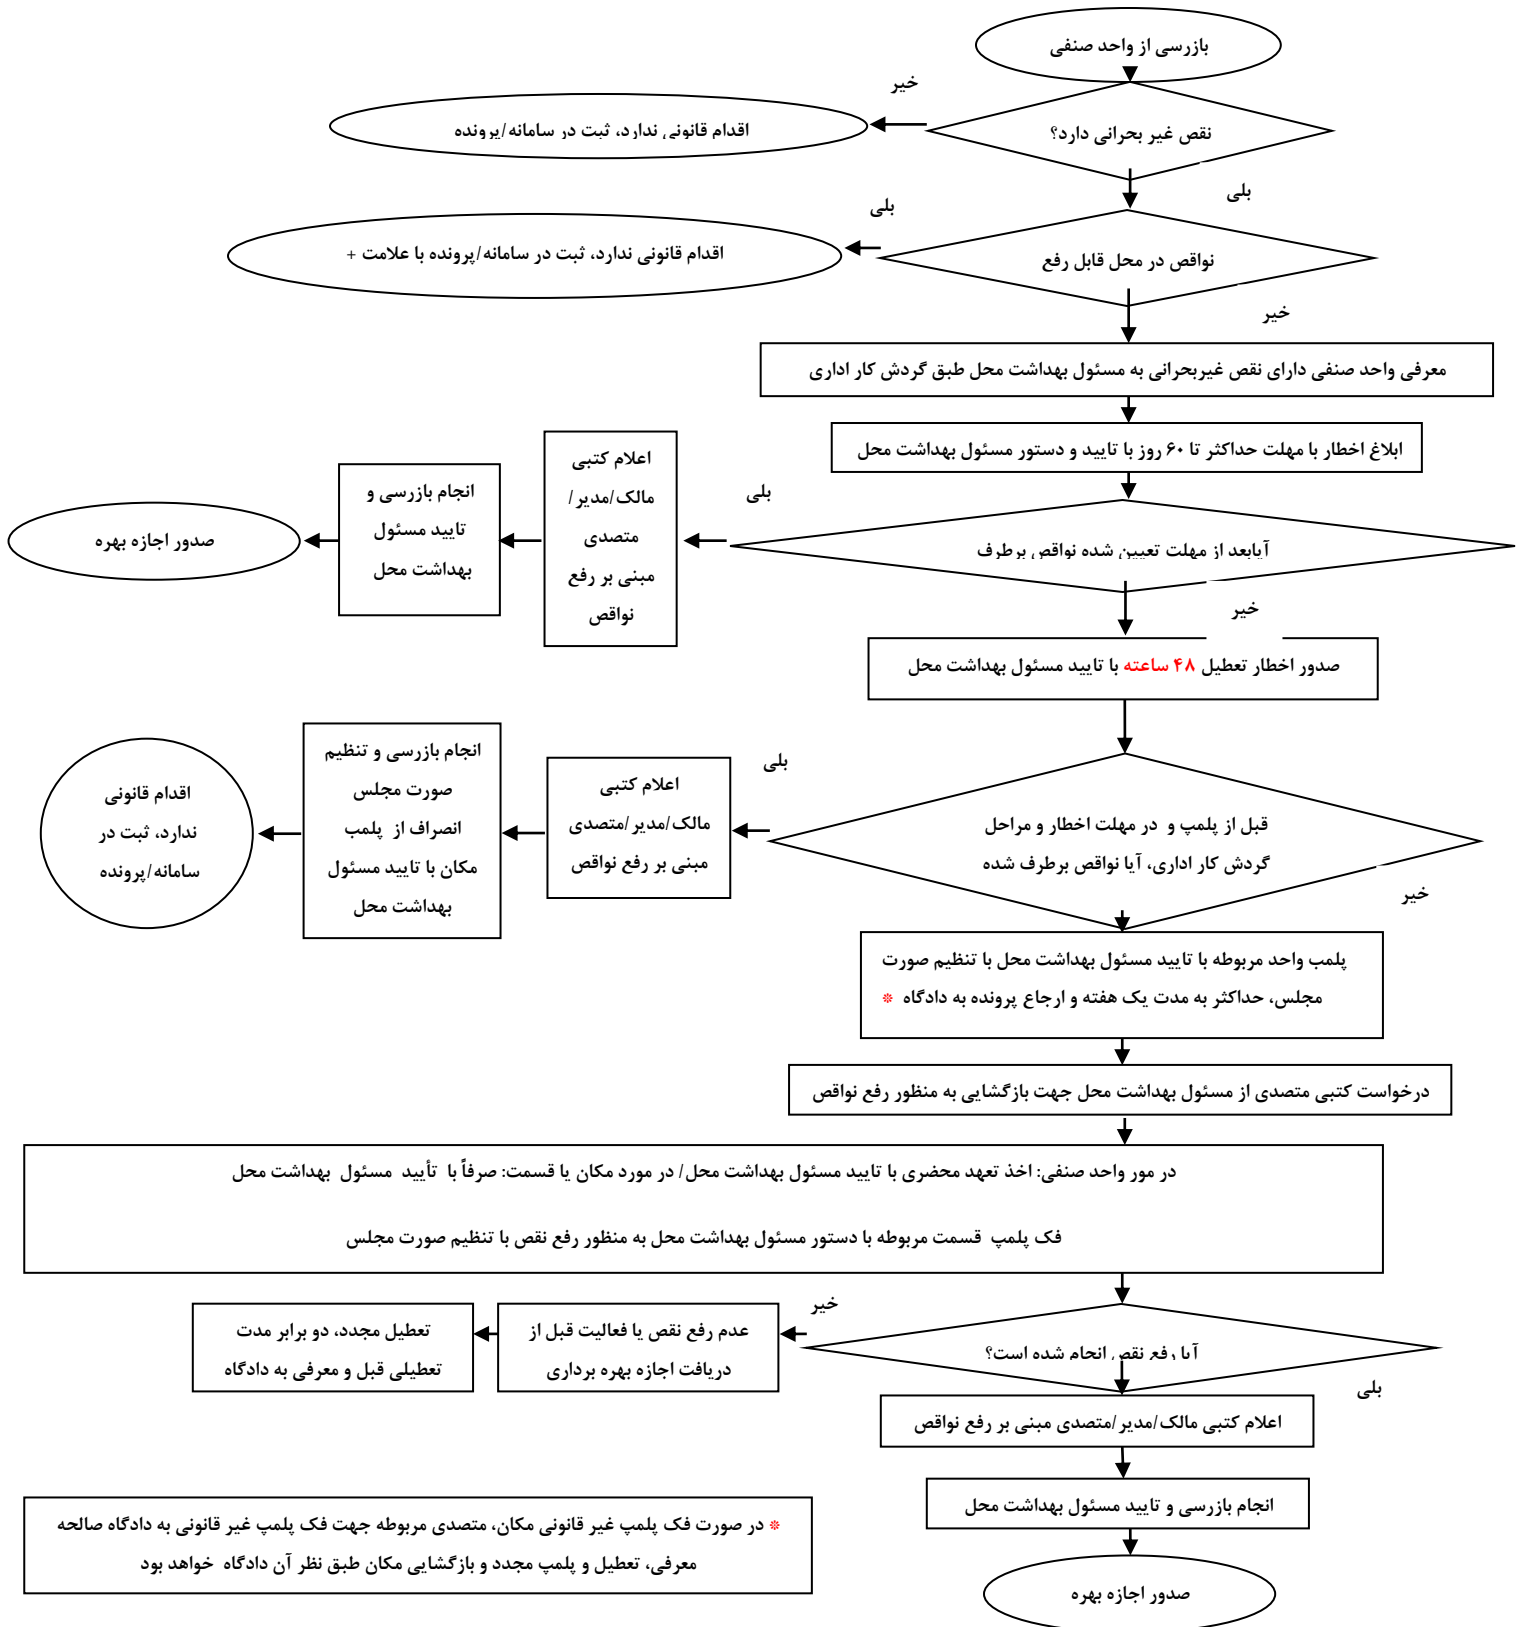 بازرسی از واحد صنفی
خیر
نقص غیر بحرانی دارد؟
اقدام قانونی ندارد، ثبت در سامانه/پرونده
بلی
بلی
نواقص در محل قابل رفع
اقدام قانونی ندارد، ثبت در سامانه/پرونده با علامت +
خیر
معرفی واحد صنفی دارای نقص غیربحرانی به مسئول بهداشت محل طبق گردش کار اداری
ابلاغ اخطار با مهلت حداکثر تا ۶۰ روز با تایید و دستور مسئول بهداشت محل
بلی
آیابعد از مهلت تعیین شده نواقص برطرف
اعلام کتبی
مالک/مدیر/
متصدی
مبنی بر رفع
نواقص
انجام بازرسی و
تایید مسئول
بهداشت محل
صدور اجازه بهره
خیر
صدور اخطار تعطیل ۴۸ ساعته با تایید مسئول بهداشت محل
بلی
قبل از پلمپ و در مهلت اخطار و مراحل
گردش کار اداری، آیا نواقص برطرف شده
اعلام کتبی
مالک/مدیر/متصدی
مبنی بر رفع نواقص
انجام بازرسی و تنظیم
صورت مجلس
انصراف از پلمب
مکان با تایید مسئول
بهداشت محل
اقدام قانونی
ندارد، ثبت در
سامانه/پرونده
خیر
پلمب واحد مربوطه با تایید مسئول بهداشت محل با تنظیم صورت
مجلس، حداکثر به مدت یک هفته و ارجاع پرونده به دادگاه *
درخواست کتبی متصدی از مسئول بهداشت محل جهت بازگشایی به منظور رفع نواقص
در مور واحد صنفی: اخذ تعهد محضری با تایید مسئول بهداشت محل/ در مورد مکان یا قسمت: صرفاً با تأیید مسئول بهداشت محل
فک پلمپ قسمت مربوطه با دستور مسئول بهداشت محل به منظور رفع نقص با تنظیم صورت مجلس
خیر
آیا رفع نقص انجام شده است؟
عدم رفع نقص یا فعالیت قبل از
دریافت اجازه بهره برداری
تعطیل مجدد، دو برابر مدت
تعطیلی قبل و معرفی به دادگاه
بلی
اعلام کتبی مالک/مدیر/متصدی مبنی بر رفع نواقص
انجام بازرسی و تایید مسئول بهداشت محل
صدور اجازه بهره
* در صورت فک پلمپ غیر قانونی مکان، متصدی مربوطه جهت فک پلمپ غیر قانونی به دادگاه صالحه
معرفی، تعطیل و پلمپ مجدد و بازگشایی مکان طبق نظر آن دادگاه خواهد بود